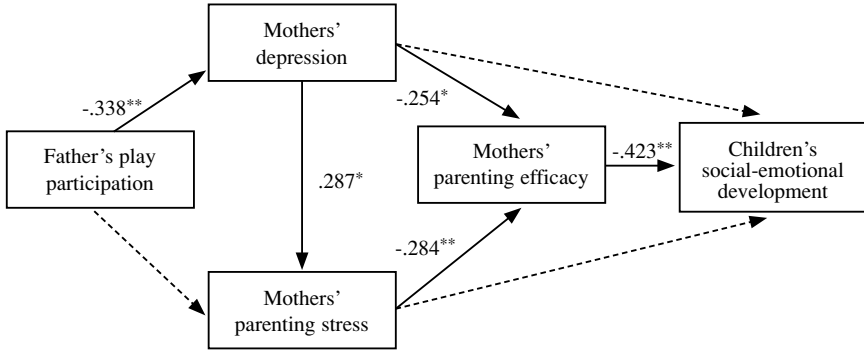 Mothers’
depression
-.338**
-.254*
Father’s play
participation
Mothers’
parenting efficacy
-.423**
Children’s
social-emotional
development
.287*
-.284**
Mothers’
parenting stress